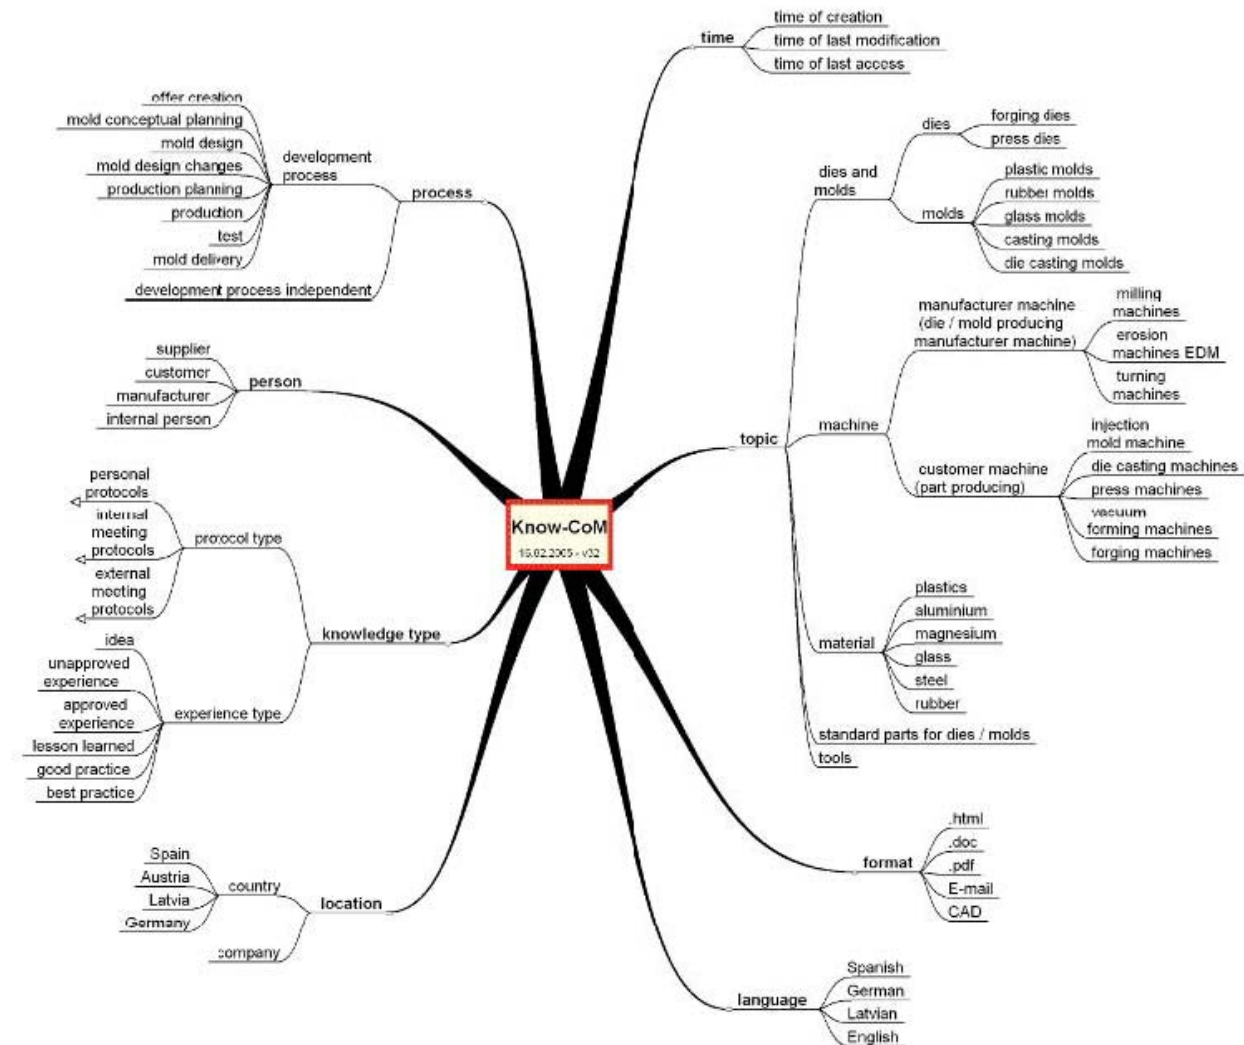 time
time of creation
time of last modification
time of last access
offer creation
mold conceptual planning
mold design
mold design changes
production planning
production
test
mold delivery
development
process
development process independent
process
supplier
customer
manufacturer
internal person
person
personal
protocols
internal
meeting
protocols
external
meeting
protocols
protocol type
idea
unapproved
experience
approved
experience
lesson learned
good practice
best practice
experience type
knowledge type
Spain
Austria
Latvia
Germany
country
company
location
Know-CoM
16.02.2005 - v32
topic
dies and
molds
dies
forging dies
press dies
molds
plastic molds
rubber molds
glass molds
casting molds
die casting molds
machine
manufacturer machine
(die / mold producing
manufacturer machine)
milling
machines
erosion
machines EDM
turning
machines
customer machine
(part producing)
injection
mold machine
die casting machines
press machines
vacuum
forming machines
forging machines
material
plastics
aluminium
magnesium
glass
steel
rubber
standard parts for dies / molds
tools
format
.html
.doc
.pdf
E-mail
CAD
language
Spanish
German
Latvian
English